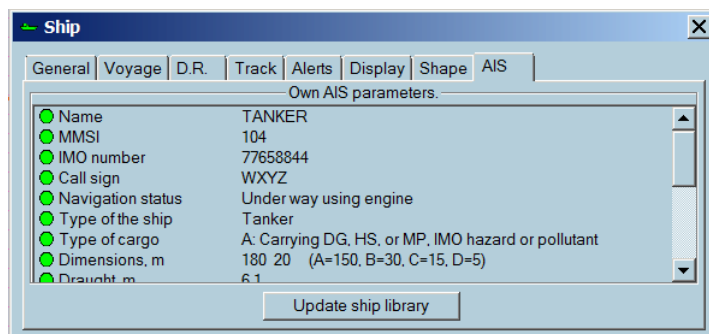 Ship
General Voyage D.R. Track Alerts Display Shape AIS
Own AIS parameters.
Name TANKER
MMSI 104
IMO number 77658844
Call sign WXYZ
Navigation status Under way using engine
Type of the ship Tanker
Type of cargo A: Carrying DG, HS, or MP, IMO hazard or pollutant
Dimensions, m 180 20 (A=150, B=30, C=15, D=5)
Draught, m 6.1
Update ship library